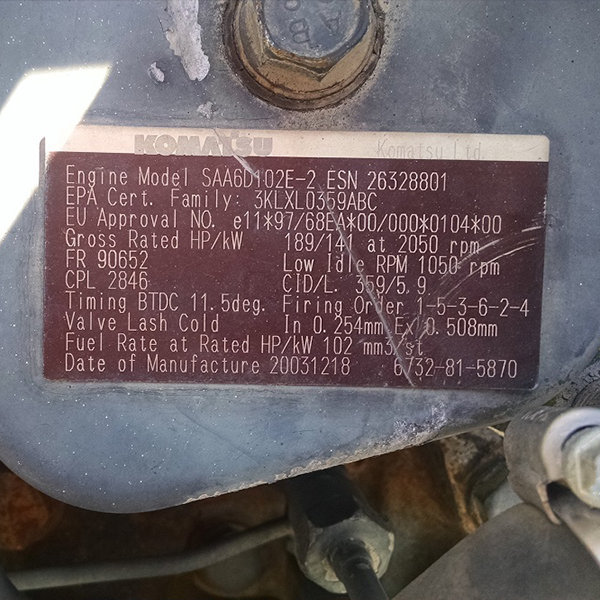 KOMATSU Komatsu Ltd.
Engine Model SAA6D102E-2 ESN 26328801
EPA Cert. Family: 3KLXL0359ABC
EU Approval NO. e11*97/68EA*00/000*0104*00
Gross Rated HP/kW 189/141 at 2050 rpm
FR 90652 Low Idle RPM 1050 rpm
CPL 2846 CID/L 359/5.9
Timing BTDC 11.5deg. Firing Order 1-5-3-6-2-4
Valve Lash Cold In 0.254mm Ex 0.508mm
Fuel Rate at Rated HP/kW 102 mm3/st
Date of Manufacture 20031218 6732-81-5870